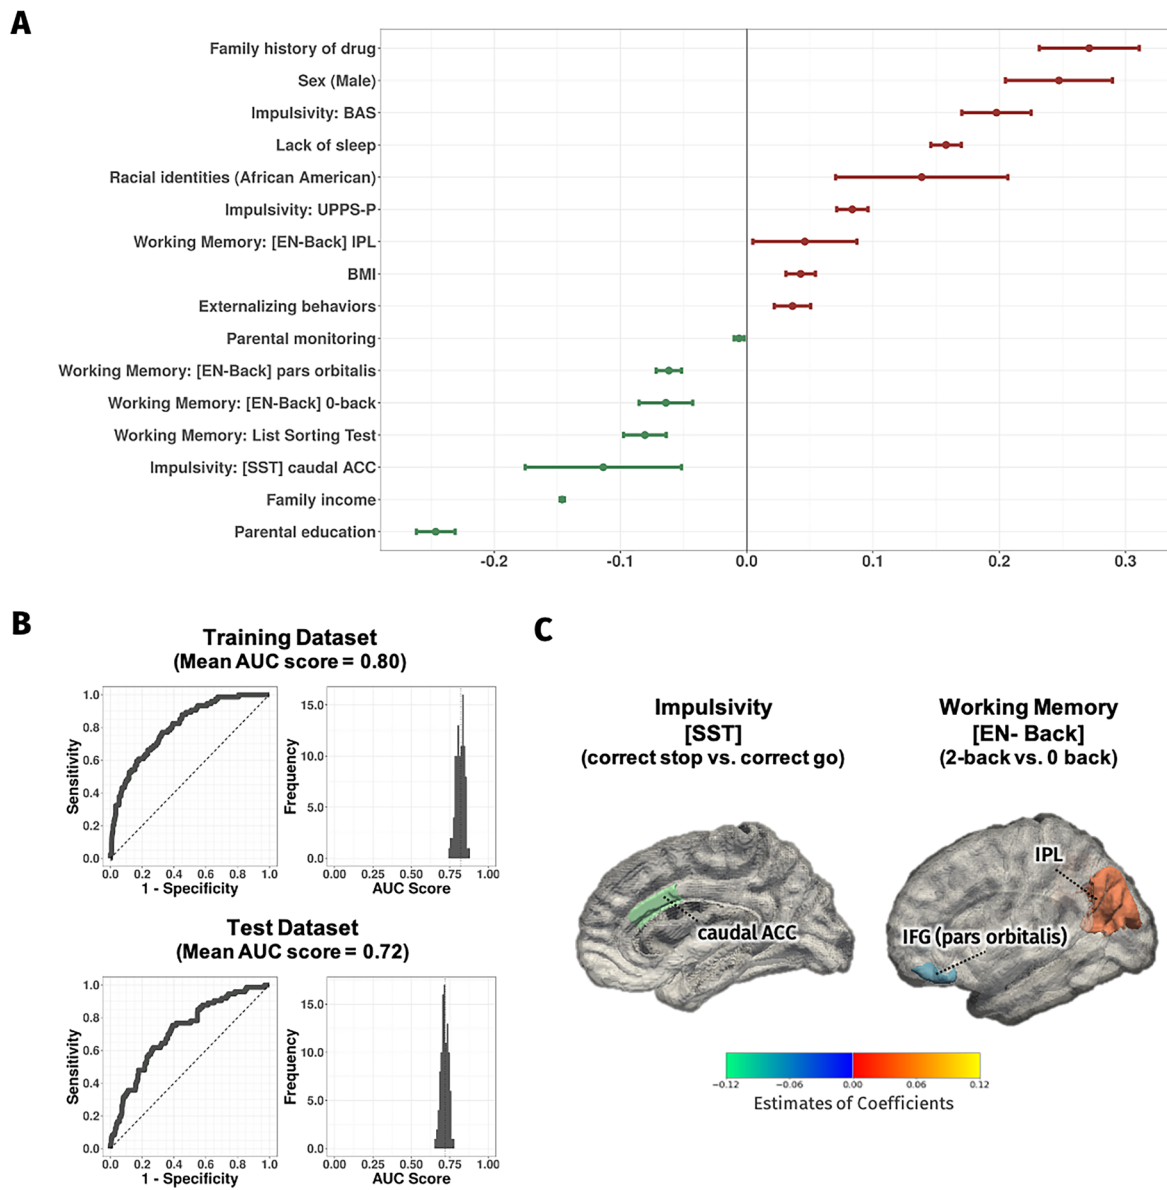 A
Family history of drug
Sex (Male)
Impulsivity: BAS
Lack of sleep
Racial identities (African American)
Impulsivity: UPPS-P
Working Memory: [EN-Back] IPL
BMI
Externalizing behaviors
Parental monitoring
Working Memory: [EN-Back] pars orbitalis
Working Memory: [EN-Back] 0-back
Working Memory: List Sorting Test
Impulsivity: [SST] caudal ACC
Family income
Parental education
-0.2 -0.1 0.0 0.1 0.2 0.3
B
Training Dataset
(Mean AUC score = 0.80)
Sensitivity
1.0
0.8
0.6
0.4
0.2
0.0
0.0 0.2 0.4 0.6 0.8 1.0
1 - Specificity
Frequency
15.0
10.0
5.0
0.0
0.00 0.25 0.50 0.75 1.00
AUC Score
Test Dataset
(Mean AUC score = 0.72)
Sensitivity
1.0
0.8
0.6
0.4
0.2
0.0
0.0 0.2 0.4 0.6 0.8 1.0
1 - Specificity
Frequency
15.0
10.0
5.0
0.0
0.00 0.25 0.50 0.75 1.00
AUC Score
C
Impulsivity
[SST]
(correct stop vs. correct go)
caudal ACC
Working Memory
[EN- Back]
(2-back vs. 0 back)
IPL
IFG (pars orbitalis)
−0.12 −0.06 0.00 0.06 0.12
Estimates of Coefficients